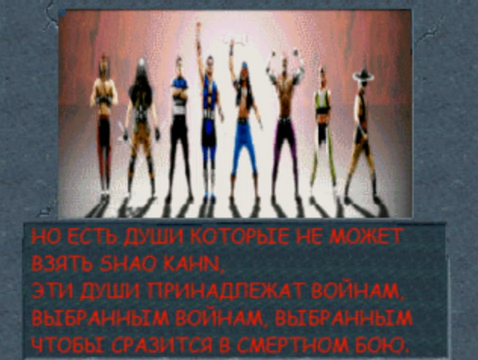 НО ЕСТЬ ДУШИ КОТОРЫЕ НЕ МОЖЕТ
ВЗЯТЬ SHAO KAHN,
ЭТИ ДУШИ ПРИНАДЛЕЖАТ ВОЙНАМ,
ВЫБРАННЫМ ВОЙНАМ, ВЫБРАННЫМ
ЧТОБЫ СРАЗИТСЯ В СМЕРТНОМ БОЮ.